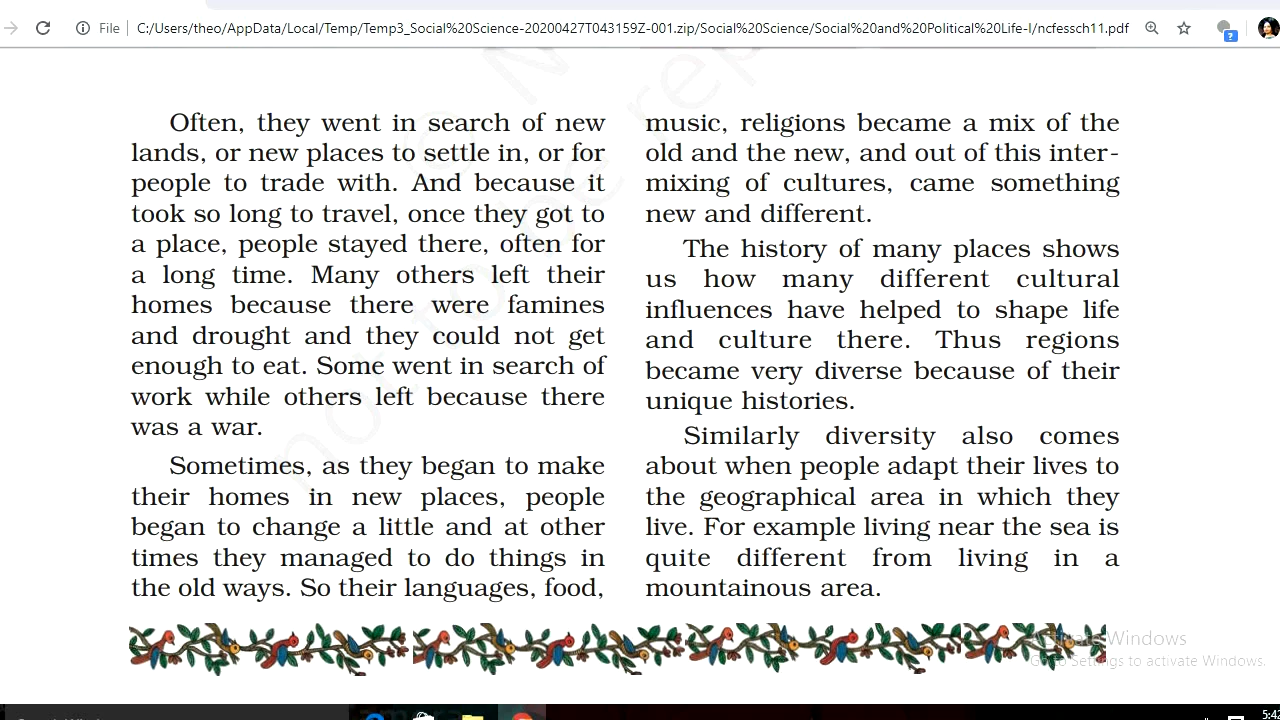 File
C:/Users/theo/AppData/Local/Temp/Temp3_Social%20Science-20200427T043159Z-001.zip/Social%20Science/Social%20and%20Political%20Life-I/ncfessch11.pdf
Often, they went in search of new
lands, or new places to settle in, or for
people to trade with. And because it
took so long to travel, once they got to
a place, people stayed there, often for
a long time. Many others left their
homes because there were famines
and drought and they could not get
enough to eat. Some went in search of
work while others left because there
was a war.
Sometimes, as they began to make
their homes in new places, people
began to change a little and at other
times they managed to do things in
the old ways. So their languages, food,
music, religions became a mix of the
old and the new, and out of this inter-
mixing of cultures, came something
new and different.
The history of many places shows
us how many different cultural
influences have helped to shape life
and culture there. Thus regions
became very diverse because of their
unique histories.
Similarly diversity also comes
about when people adapt their lives to
the geographical area in which they
live. For example living near the sea is
quite different from living in a
mountainous area.
not to be rep
Activate Windows
Go to Settings to activate Windows.
5:42